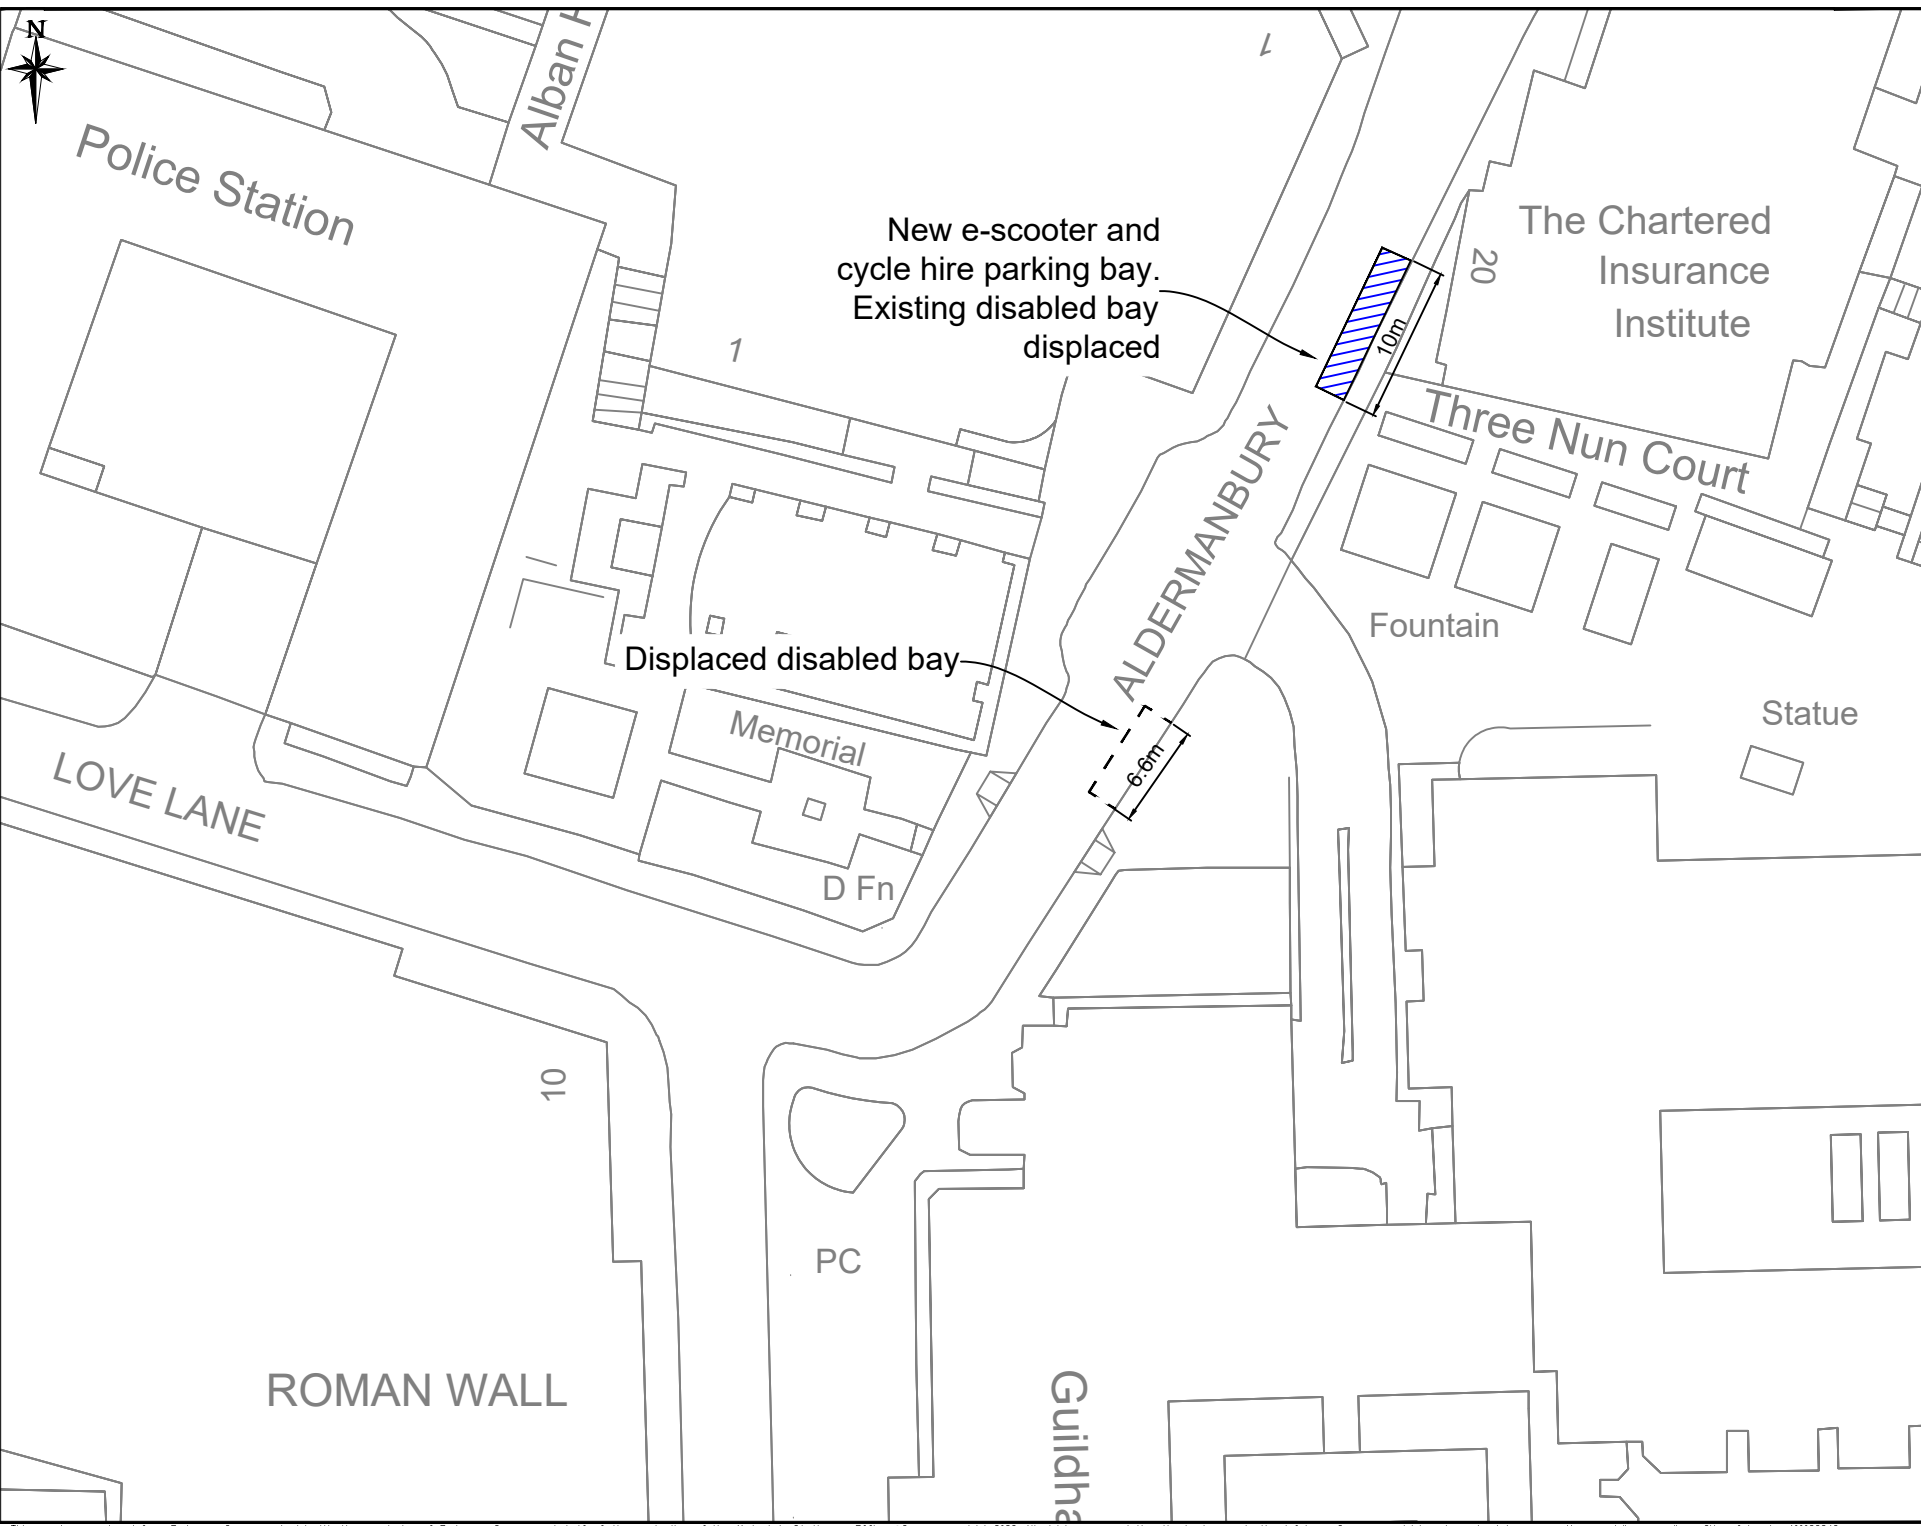 N
Alban H
1
Police Station
New e-scooter and
cycle hire parking bay.
Existing disabled bay
displaced
The Chartered
Insurance
Institute
20
10m
1
Three Nun Court
ALDERMANBURY
Fountain
Displaced disabled bay
Statue
Memorial
6.6m
LOVE LANE
D Fn
10
PC
ROMAN WALL
Guildha